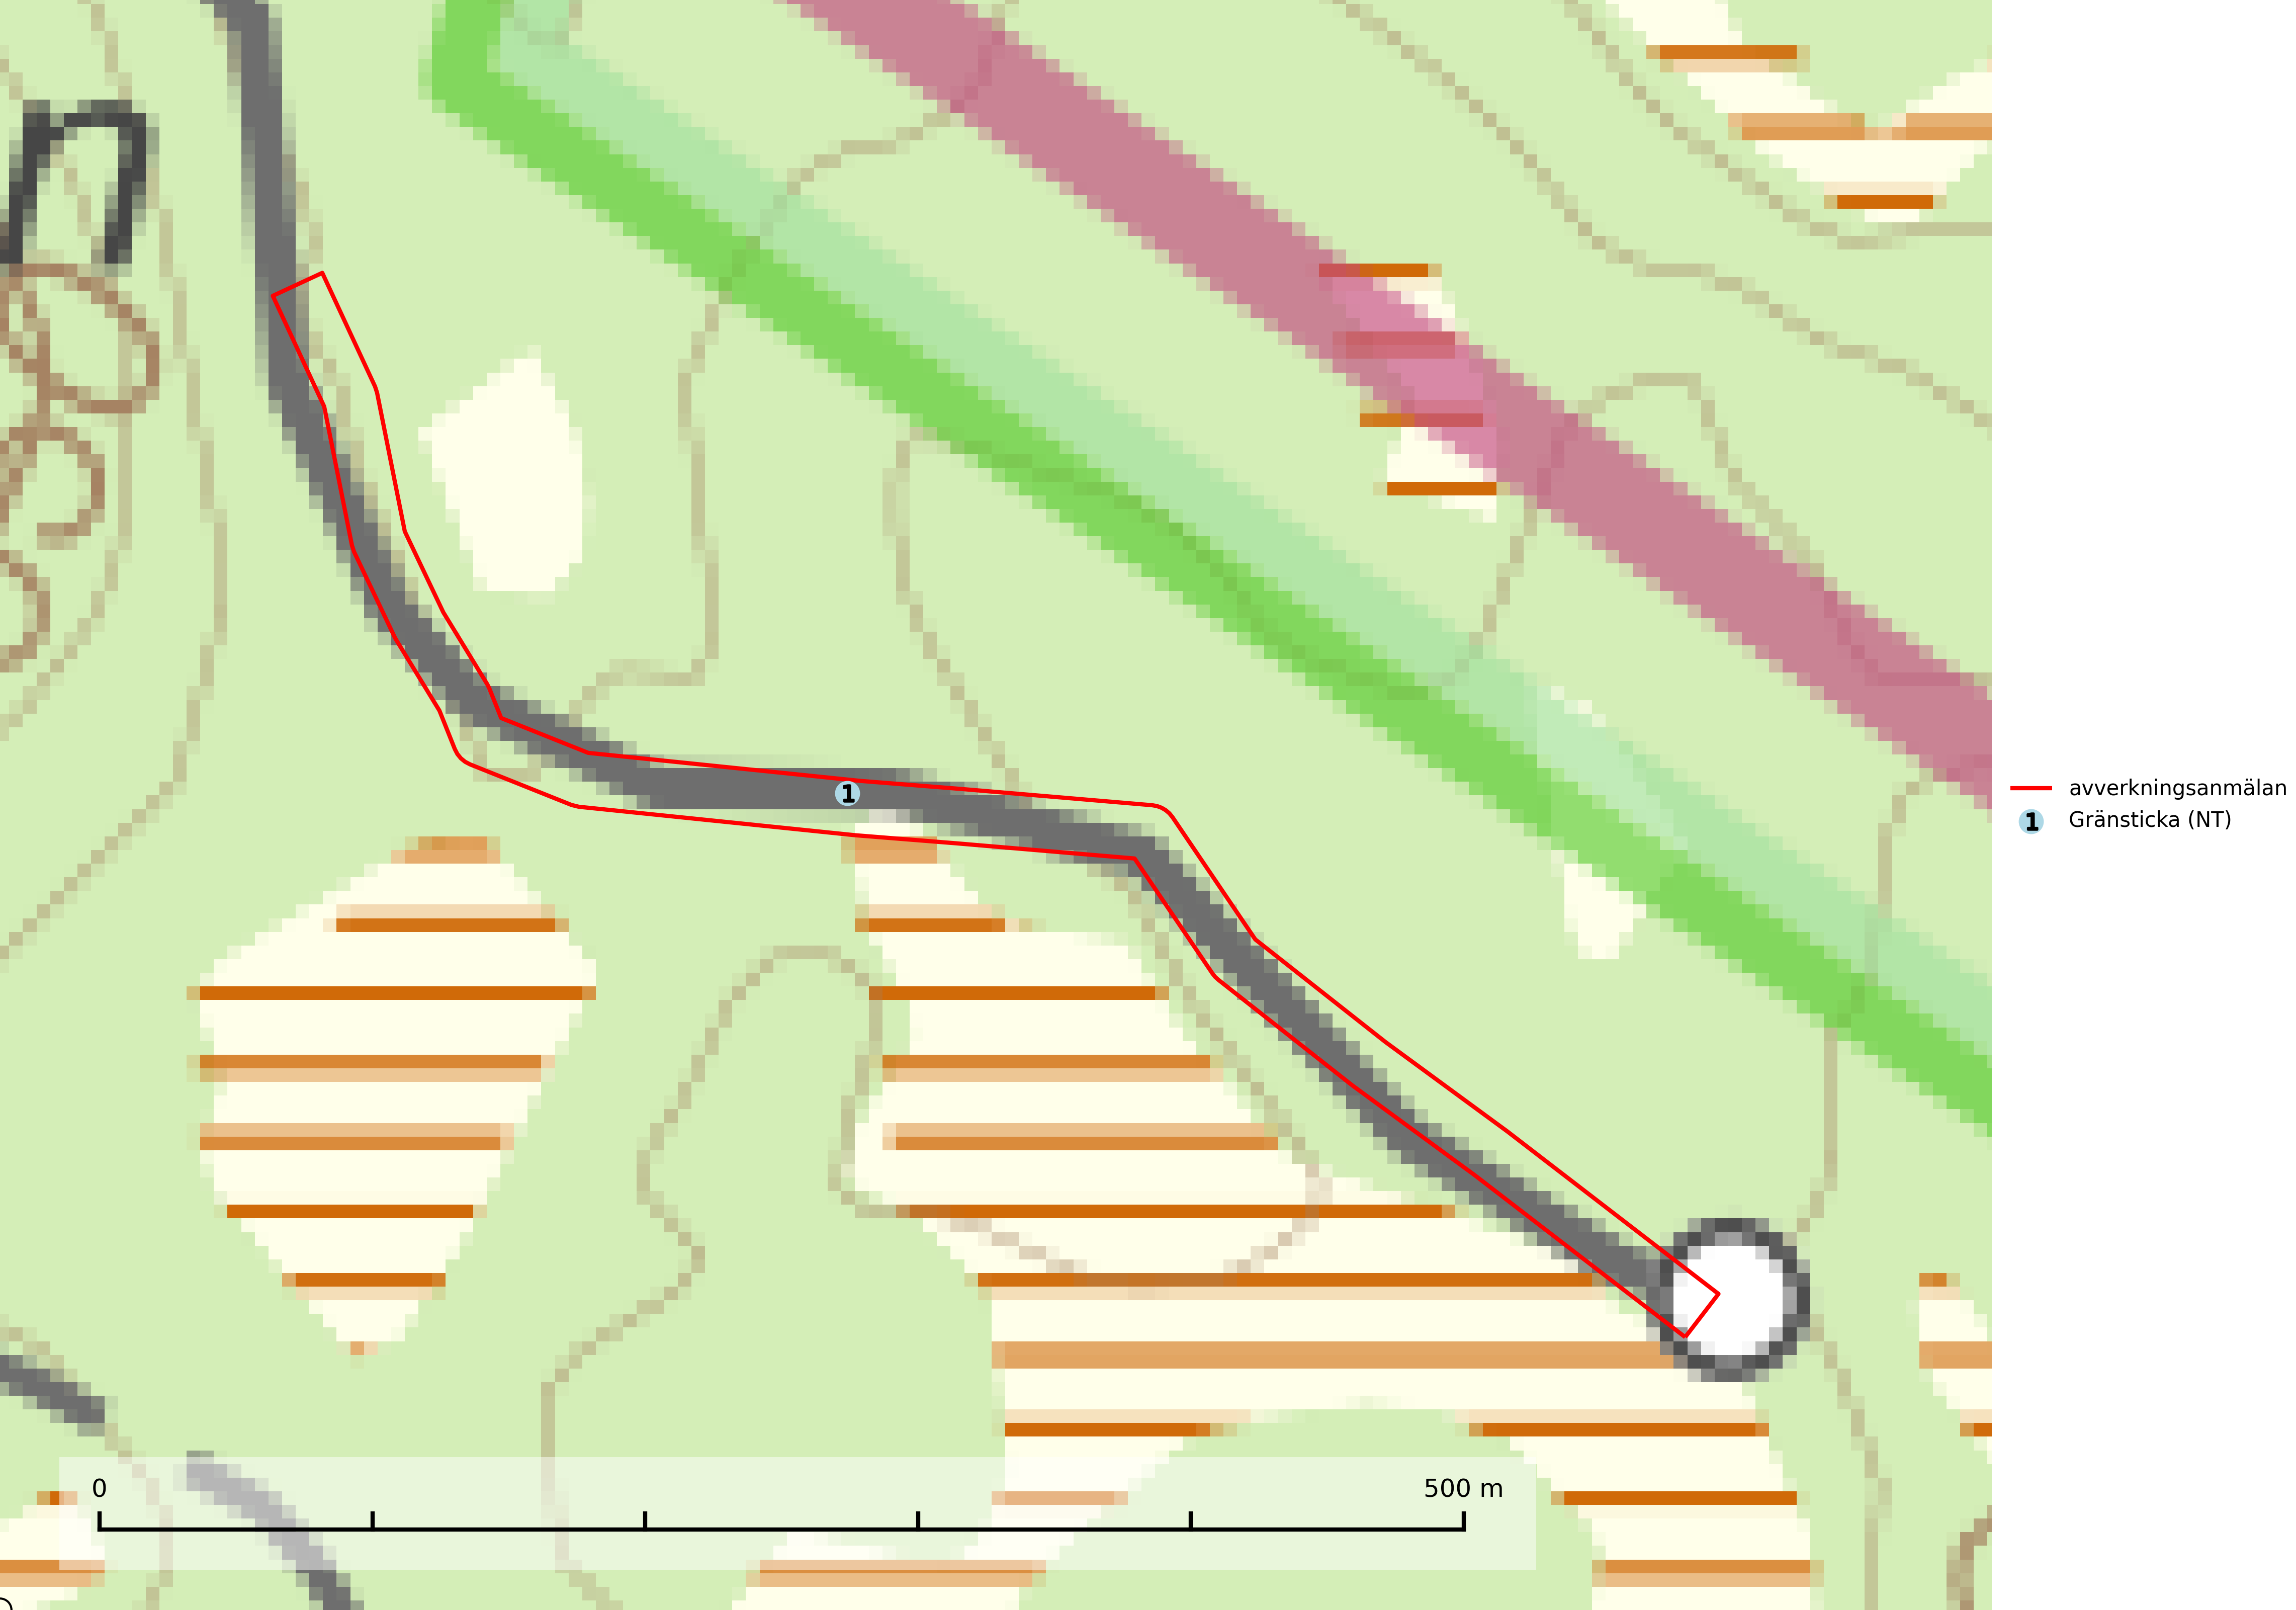 1
avverkningsanmälan
1 Gränsticka (NT)
0 500 m